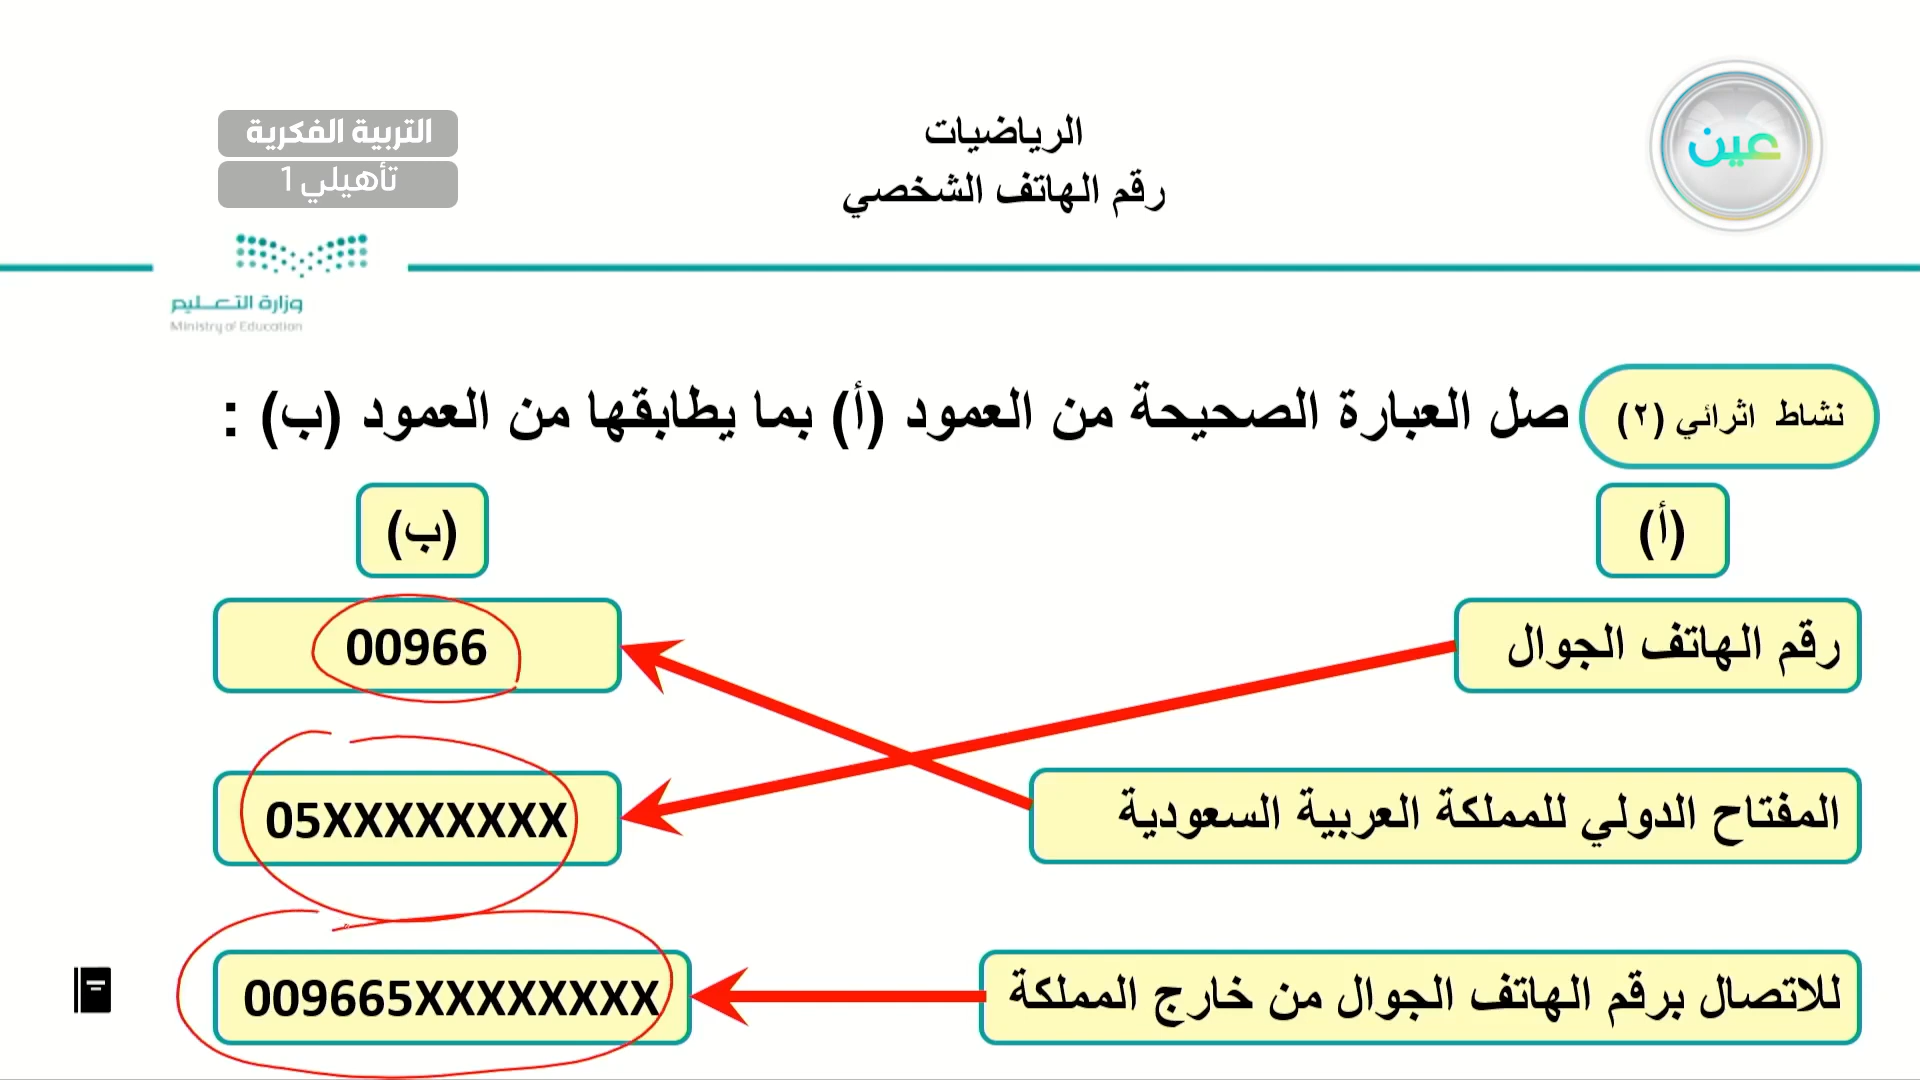 عين
الرياضيات
رقم الهاتف الشخصي
التربية الفكرية
تأهيلي 1
وزارة التعليم
Ministry of Education
نشاط اثرائي (٢)
صل العبارة الصحيحة من العمود (أ) بما يطابقها من العمود (ب) :
(أ)
(ب)
رقم الهاتف الجوال
00966
المفتاح الدولي للمملكة العربية السعودية
05XXXXXXXX
للاتصال برقم الهاتف الجوال من خارج المملكة
009665XXXXXXXX